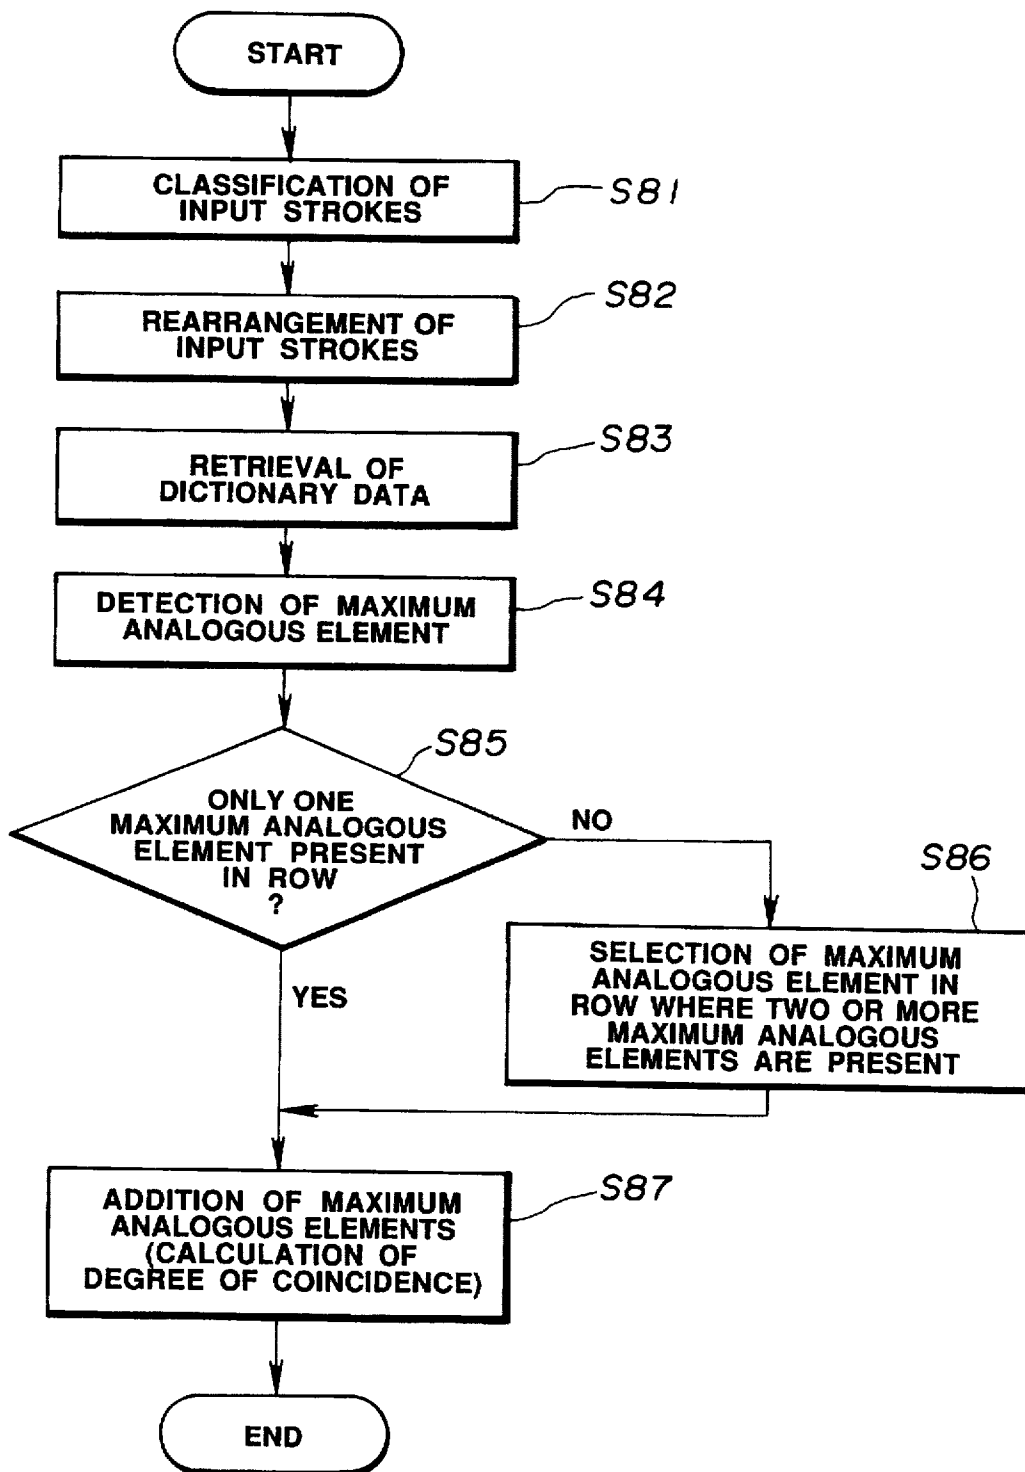 START
CLASSIFICATION OF
INPUT STROKES
S81
REARRANGEMENT OF
INPUT STROKES
S82
RETRIEVAL OF
DICTIONARY DATA
S83
DETECTION OF MAXIMUM
ANALOGOUS ELEMENT
S84
S85
ONLY ONE
MAXIMUM ANALOGOUS
ELEMENT PRESENT
IN ROW
?
NO
YES
S86
SELECTION OF MAXIMUM
ANALOGOUS ELEMENT IN
ROW WHERE TWO OR MORE
MAXIMUM ANALOGOUS
ELEMENTS ARE PRESENT
ADDITION OF MAXIMUM
ANALOGOUS ELEMENTS
(CALCULATION OF
DEGREE OF COINCIDENCE)
S87
END